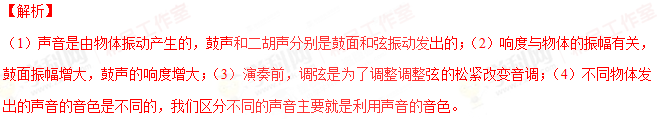 【解析】
(1)声音是由物体振动产生的，鼓声和二胡声分别是鼓面和弦振动发出的；(2)响度与物体的振幅有关，
鼓面振幅增大，鼓声的响度增大；(3)演奏前，调弦是为了调整调整弦的松紧改变音调；(4)不同物体发
出的声音的音色是不同的，我们区分不同的声音主要就是利用声音的音色。